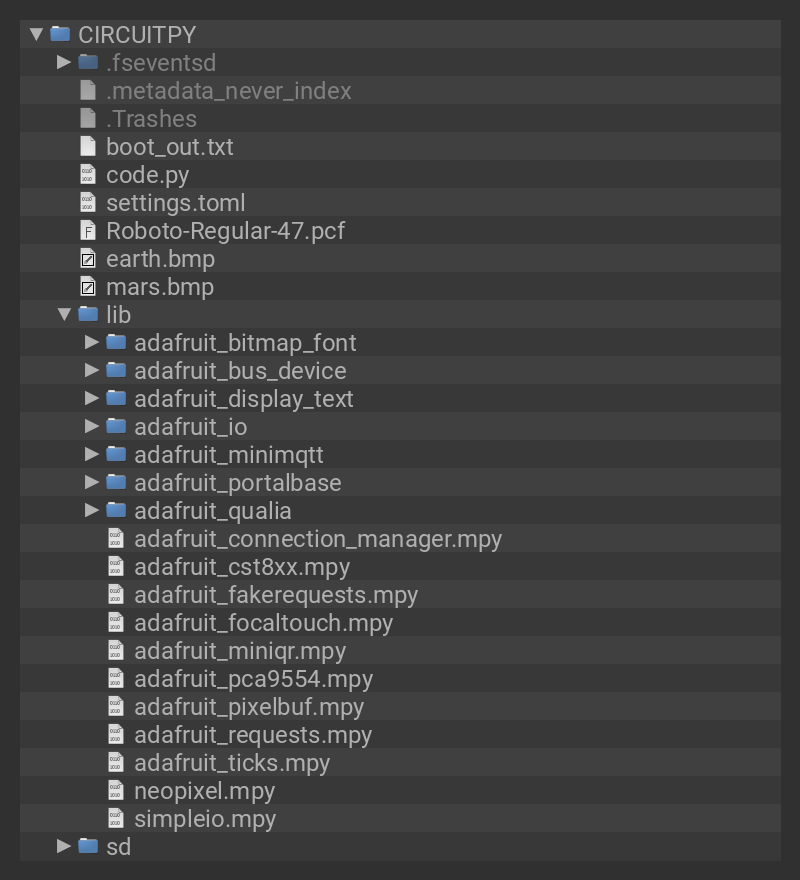 CIRCUITPY
.fseventsd
.metadata_never_index
.Trashes
boot_out.txt
code.py
settings.toml
Roboto-Regular-47.pcf
earth.bmp
mars.bmp
lib
adafruit_bitmap_font
adafruit_bus_device
adafruit_display_text
adafruit_io
adafruit_minimqtt
adafruit_portalbase
adafruit_qualia
adafruit_connection_manager.mpy
adafruit_cst8xx.mpy
adafruit_fakerequests.mpy
adafruit_focaltouch.mpy
adafruit_miniqr.mpy
adafruit_pca9554.mpy
adafruit_pixelbuf.mpy
adafruit_requests.mpy
adafruit_ticks.mpy
neopixel.mpy
simpleio.mpy
sd